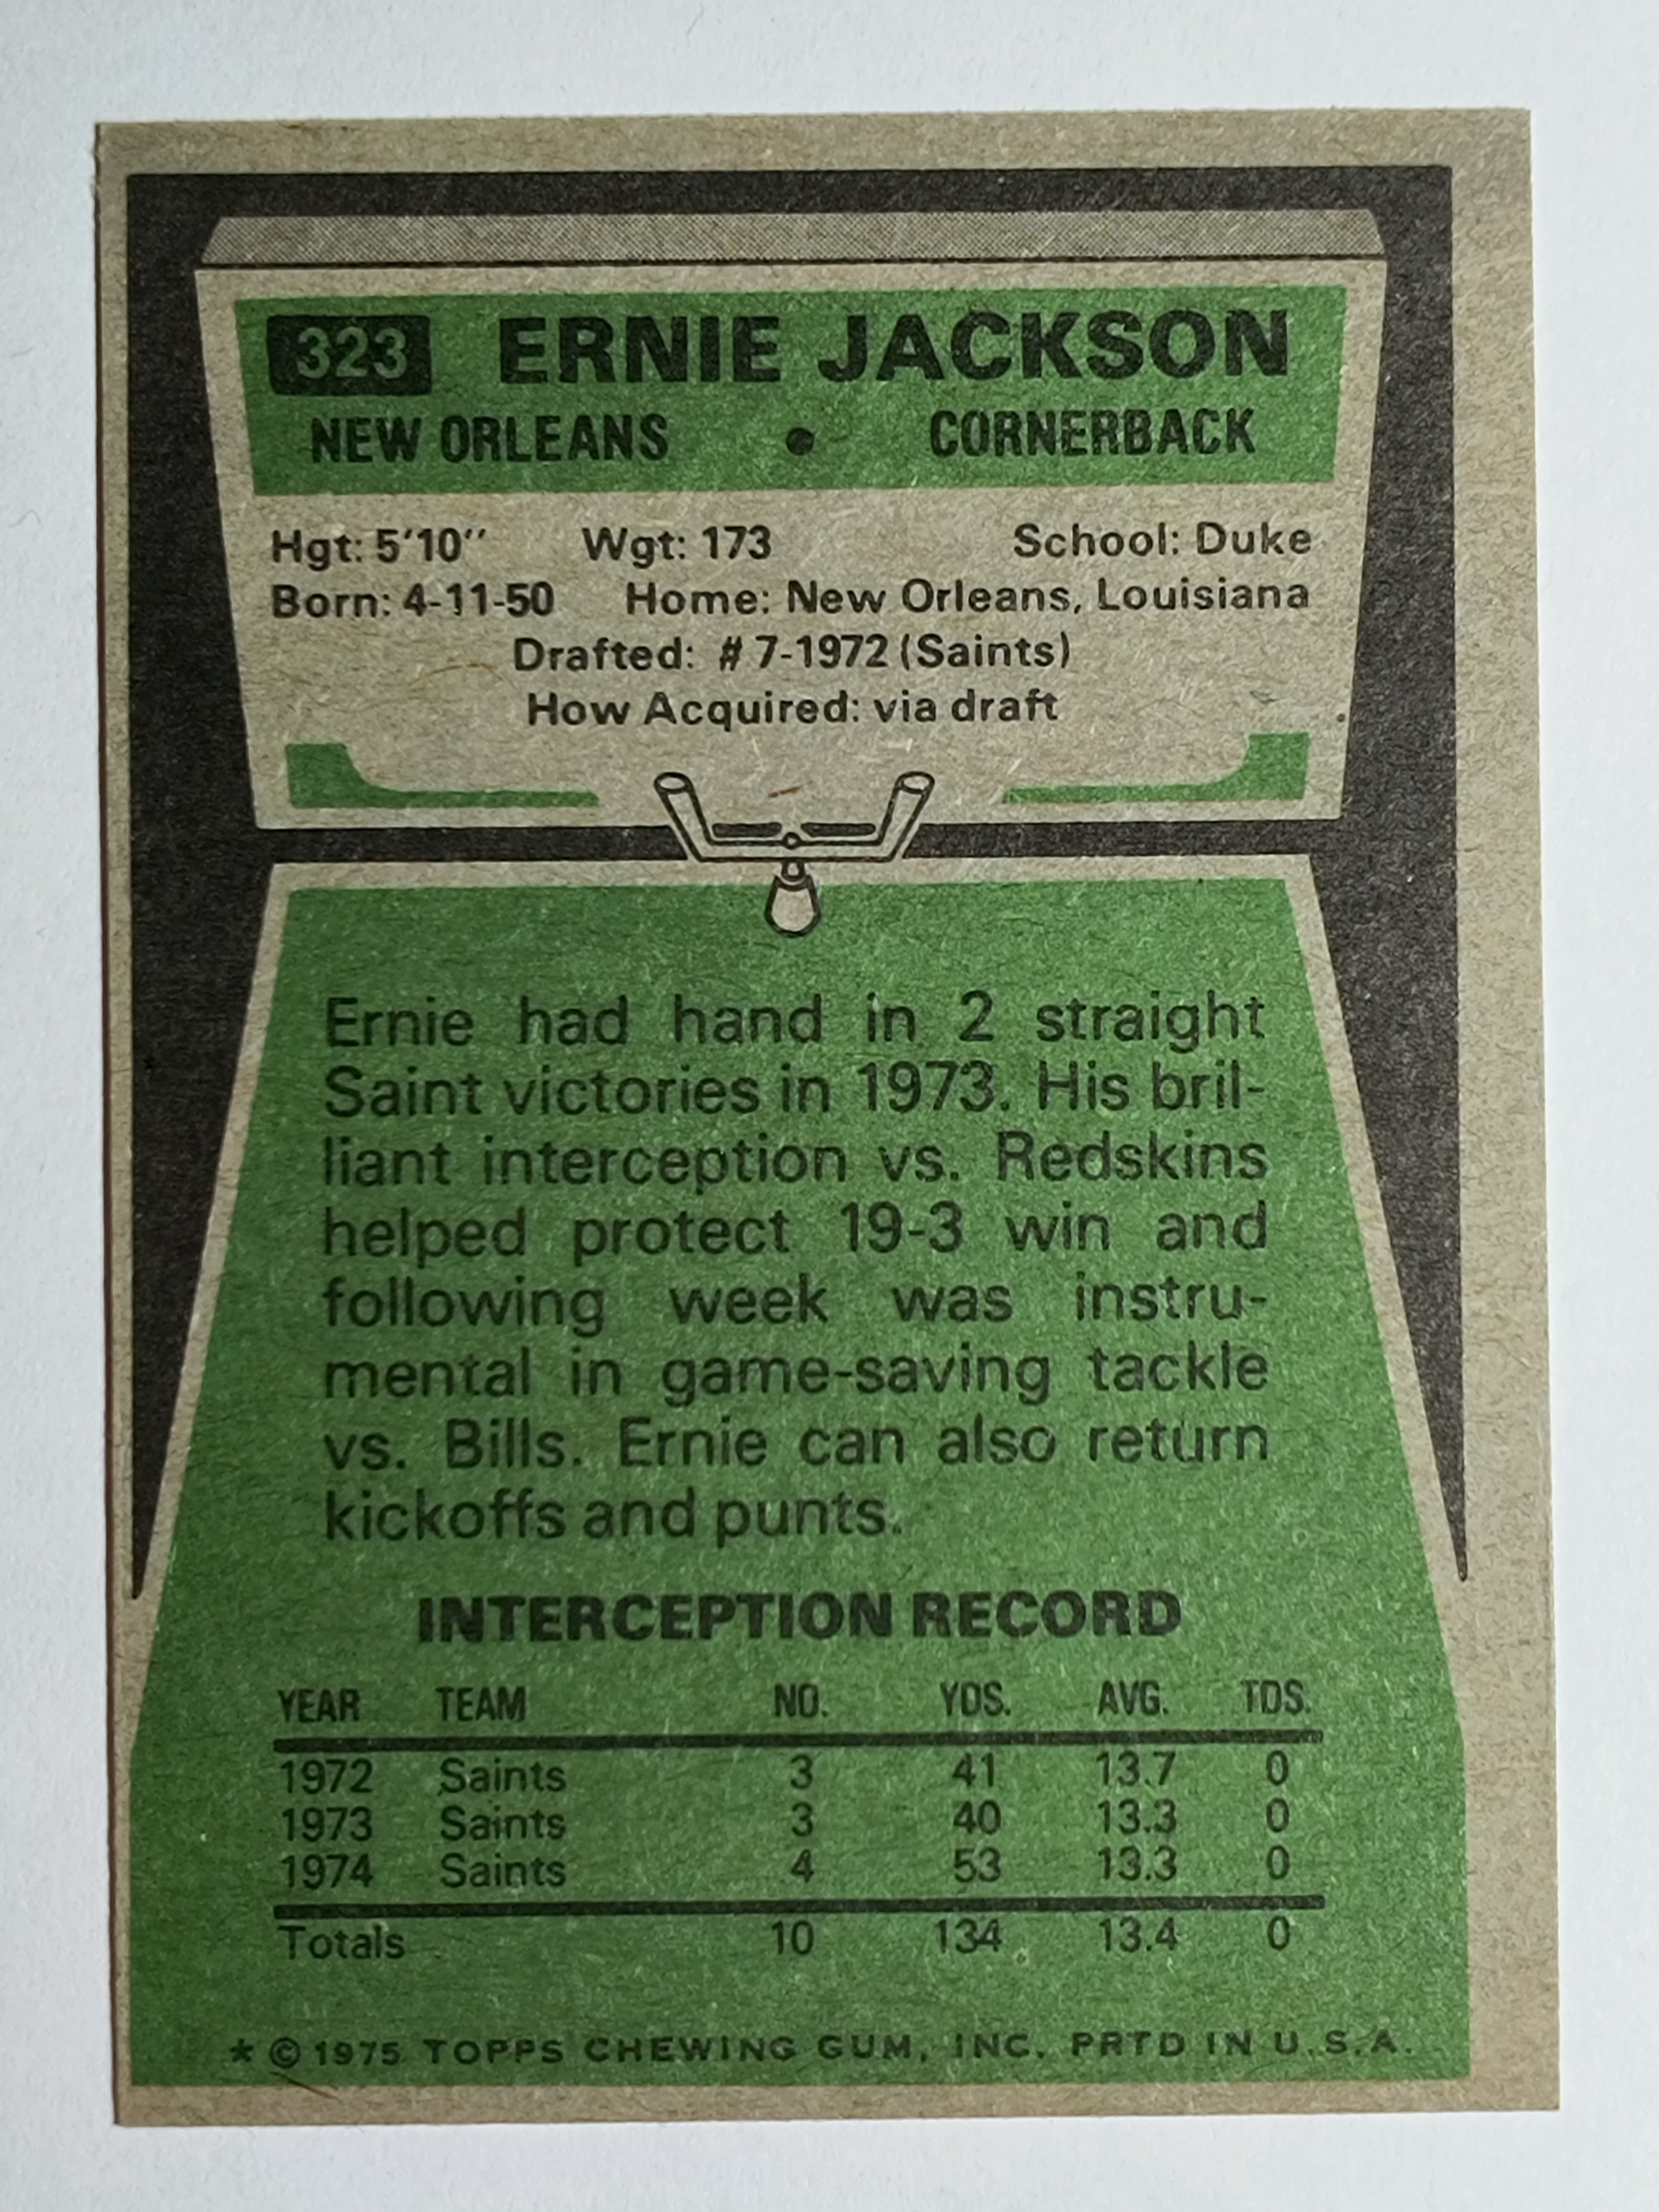 323 ERNIE JACKSON
NEW ORLEANS • CORNERBACK
Hgt: 5'10" Wgt: 173 School: Duke
Born: 4-11-50 Home: New Orleans, Louisiana
Drafted: #7-1972 (Saints)
How Acquired: via draft
Ernie had hand in 2 straight
Saint victories in 1973. His bril-
liant interception vs. Redskins
helped protect 19-3 win and
following week was instru-
mental in game-saving tackle
vs. Bills. Ernie can also return
kickoffs and punts.
INTERCEPTION RECORD
YEAR TEAM NO. YDS. AVG. TDS.
1972 Saints 3 41 13.7 0
1973 Saints 3 40 13.3 0
1974 Saints 4 53 13.3 0
Totals 10 134 13.4 0
* © 1975 TOPPS CHEWING GUM, INC. PRTD IN U.S.A.